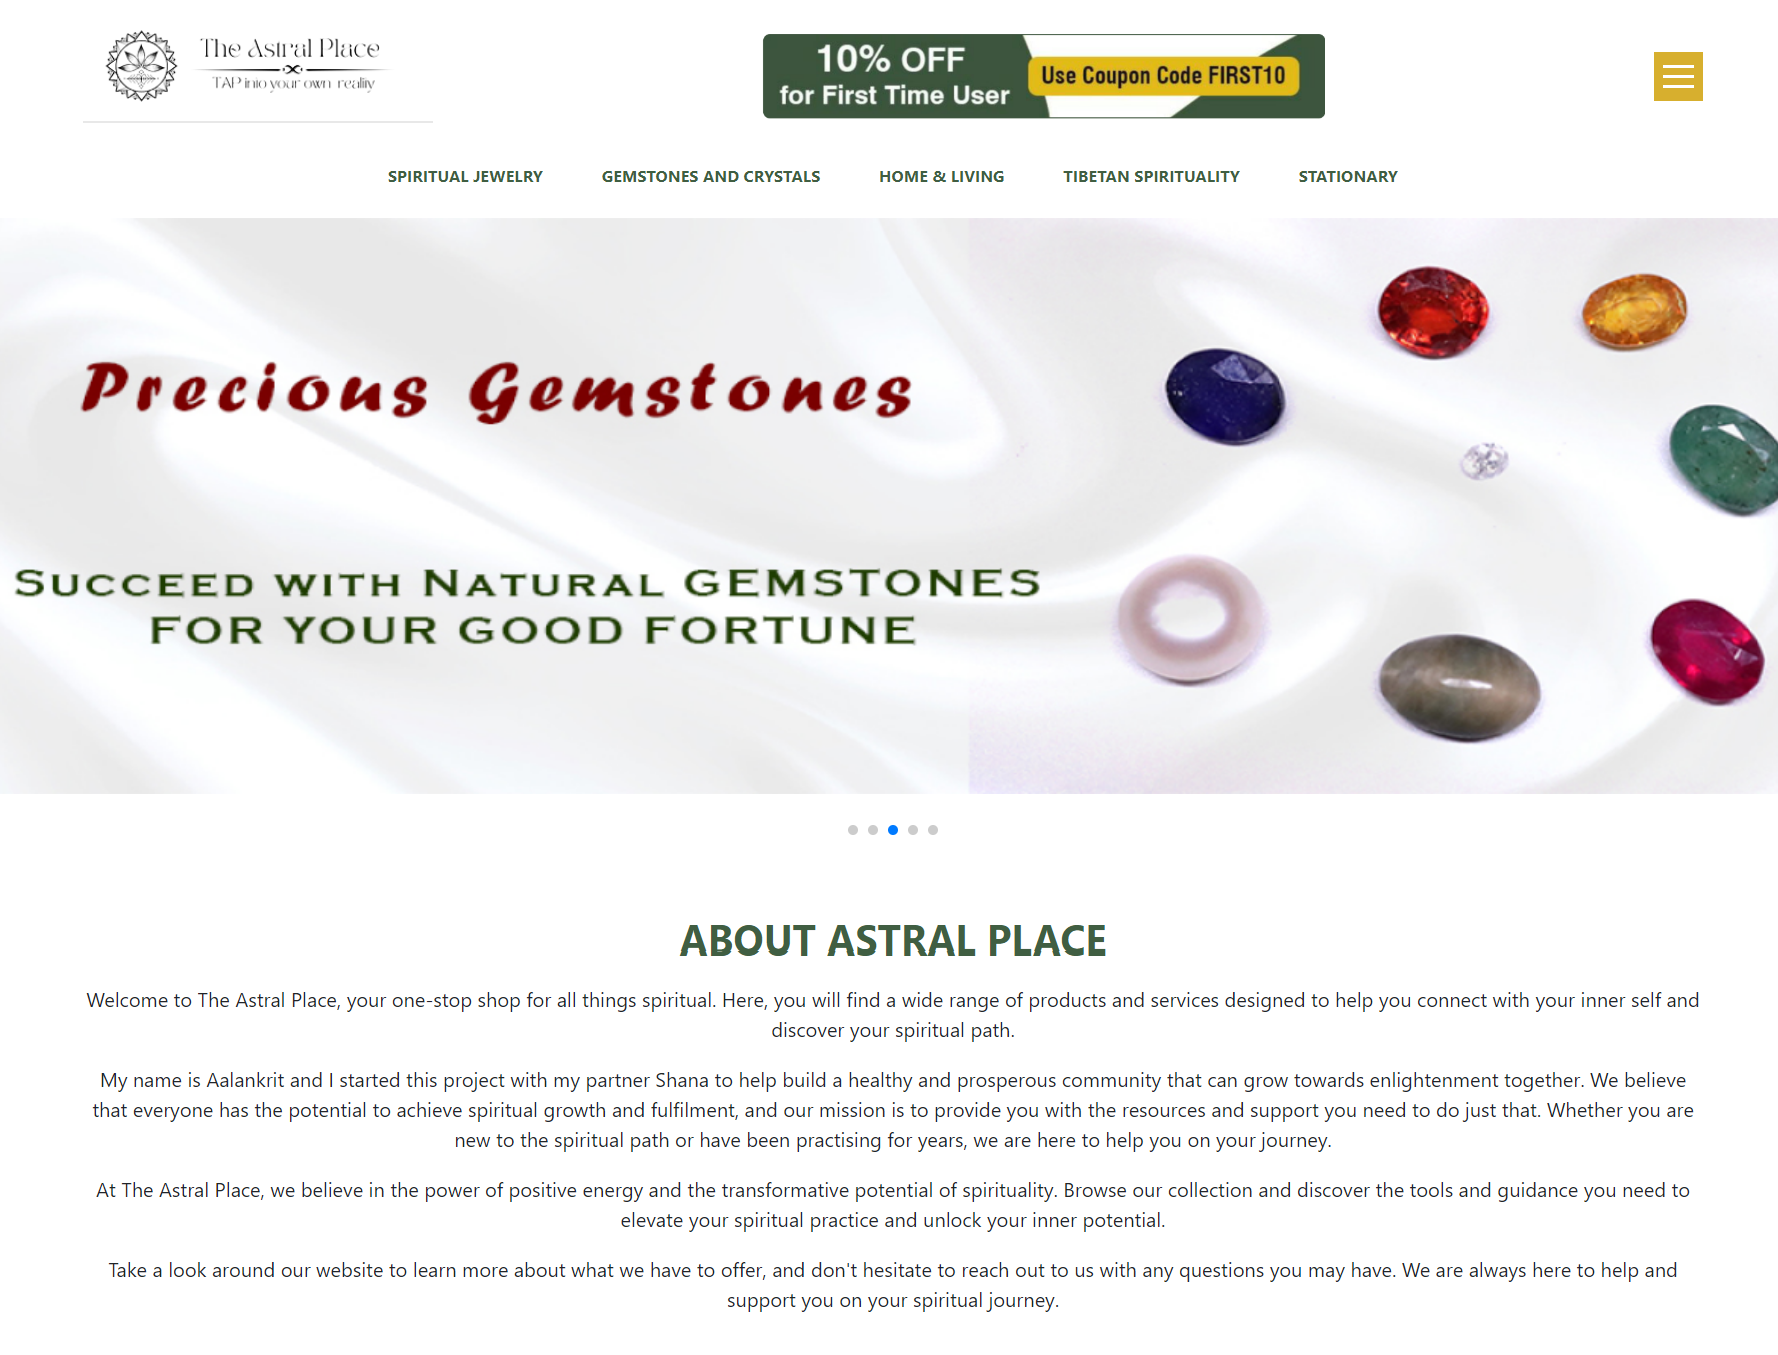 The Astral Place
TAP into your own reality
10% OFF
for First Time User
Use Coupon Code FIRST10
SPIRITUAL JEWELRY
GEMSTONES AND CRYSTALS
HOME & LIVING
TIBETAN SPIRITUALITY
STATIONARY
Precious Gemstones
SUCCEED WITH NATURAL GEMSTONES
FOR YOUR GOOD FORTUNE
ABOUT ASTRAL PLACE
Welcome to The Astral Place, your one-stop shop for all things spiritual. Here, you will find a wide range of products and services designed to help you connect with your inner self and
discover your spiritual path.
My name is Aalankrit and I started this project with my partner Shana to help build a healthy and prosperous community that can grow towards enlightenment together. We believe
that everyone has the potential to achieve spiritual growth and fulfilment, and our mission is to provide you with the resources and support you need to do just that. Whether you are
new to the spiritual path or have been practising for years, we are here to help you on your journey.
At The Astral Place, we believe in the power of positive energy and the transformative potential of spirituality. Browse our collection and discover the tools and guidance you need to
elevate your spiritual practice and unlock your inner potential.
Take a look around our website to learn more about what we have to offer, and don't hesitate to reach out to us with any questions you may have. We are always here to help and
support you on your spiritual journey.